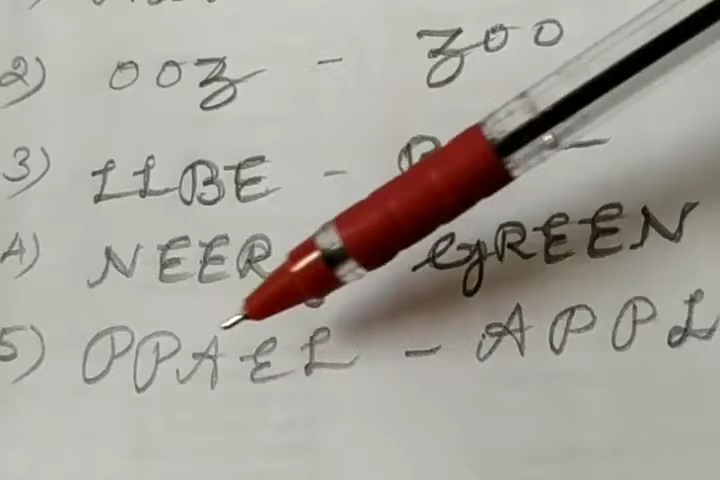 2) ooz - zoo
3) LLBE -
4) NEER GREEN
5) PPAEL - APPL